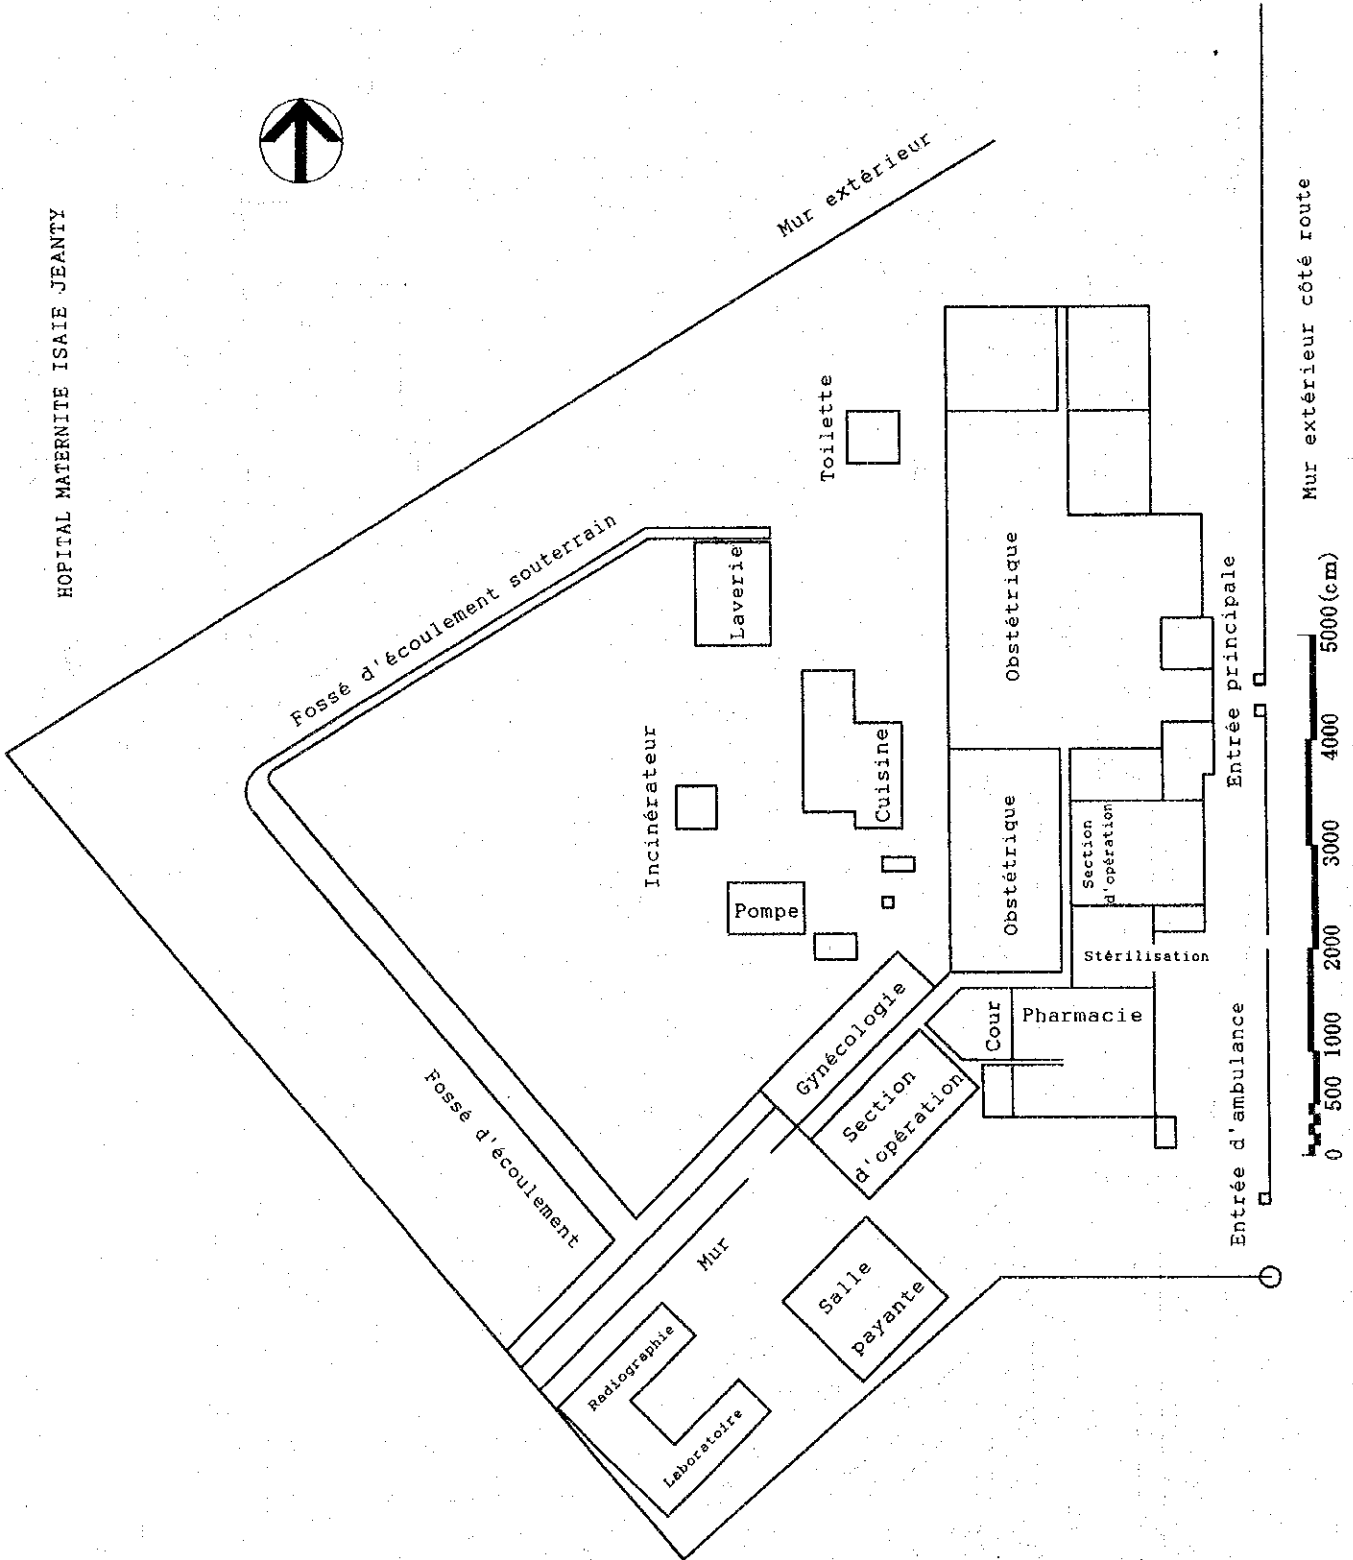 HOPITAL MATERNITE ISAIE JEANTY
Mur extérieur
Fossé d'écoulement souterrain
Fossé d'écoulement
Toilette
Laverie
Incinérateur
Cuisine
Pompe
Obstétrique
Obstétrique
Section
d'opération
Stérilisation
Gynécologie
Cour
Pharmacie
Section
d'opération
Mur
Salle
payante
Radiographie
Laboratoire
Entrée principale
Entrée d'ambulance
Mur extérieur côté route
0 500 1000 2000 3000 4000 5000(cm)